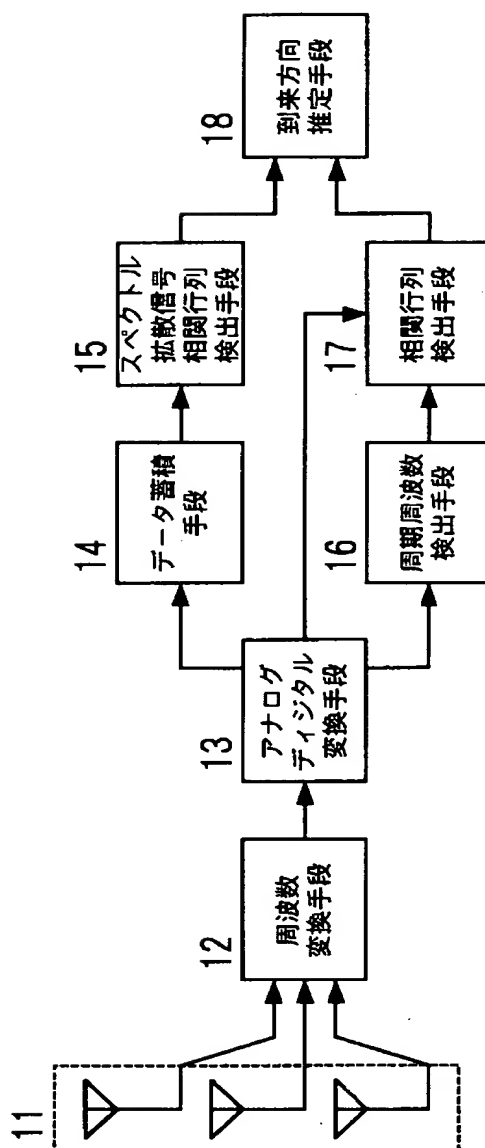 11
12
周波数
変換手段
13
アナログ
ディジタル
変換手段
14
データ蓄積
手段
15
スペクトル
拡散信号
相関行列
検出手段
16
周期周波数
検出手段
17
相関行列
検出手段
18
到来方向
推定手段